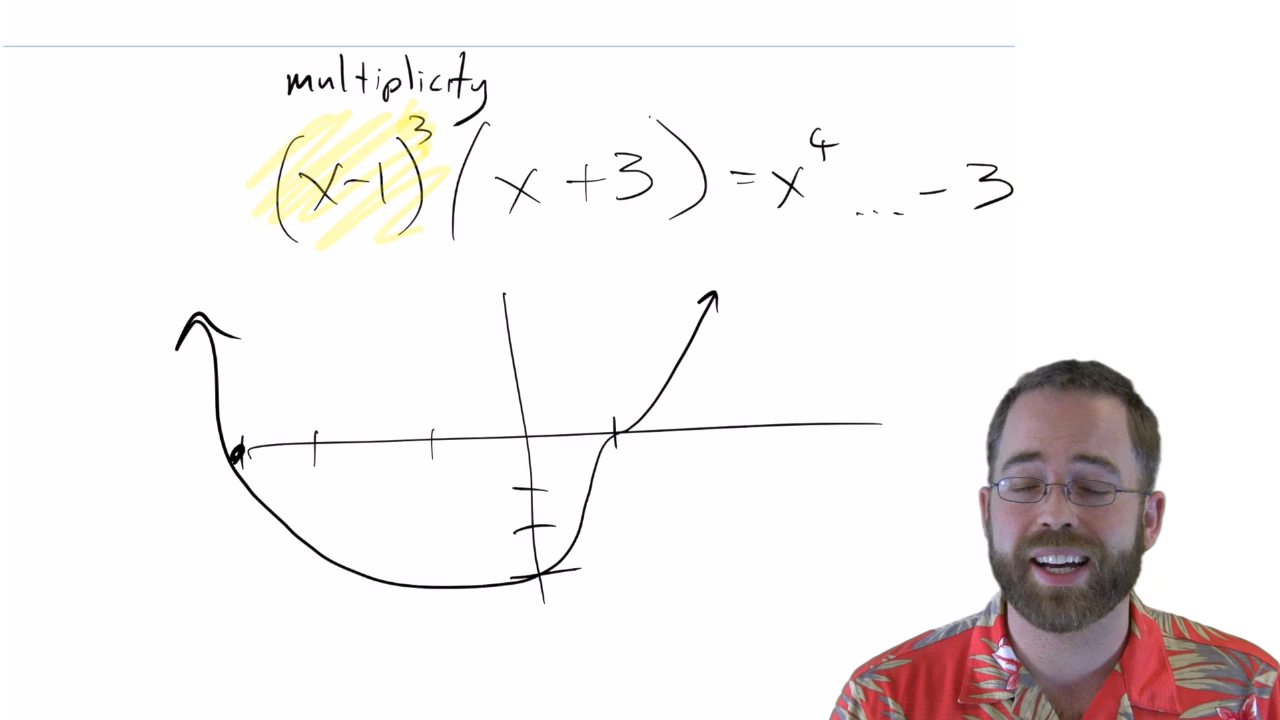 multiplicity
(x-1)³(x+3)=x⁴ ... -3